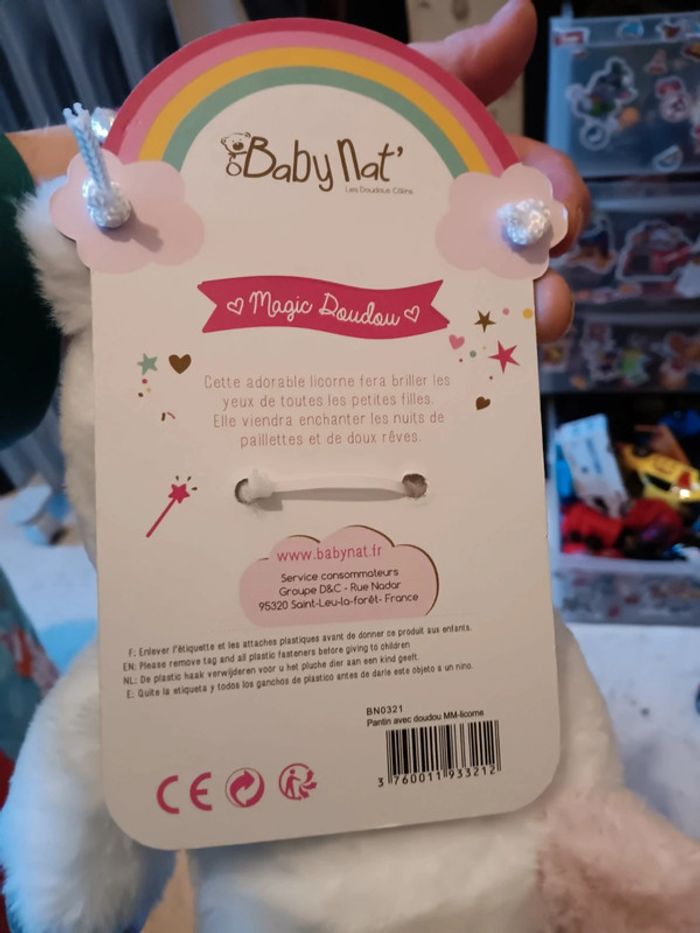 Baby Nat'
Les Doudoux Câlins
Magic Doudou
Cette adorable licorne fera briller les
yeux de toutes les petites filles.
Elle viendra enchanter les nuits de
paillettes et de doux rêves.
www.babynat.fr
Service consommateurs
Groupe D&C - Rue Nadar
95320 Saint-Leu-la-forêt- France
F: Enlever l'étiquette et les attaches plastiques avant de donner ce produit aux enfants.
EN: Please remove tag and all plastic fasteners before giving to children
NL: De plastic haak verwijderen voor u het pluche dier aan een kind geeft.
E: Quite la etiqueta y todos los ganchos de plastico antes de darle este objeto a un nino.
BN0321
Pantin avec doudou MM-licorne
3 760011 933212
CE